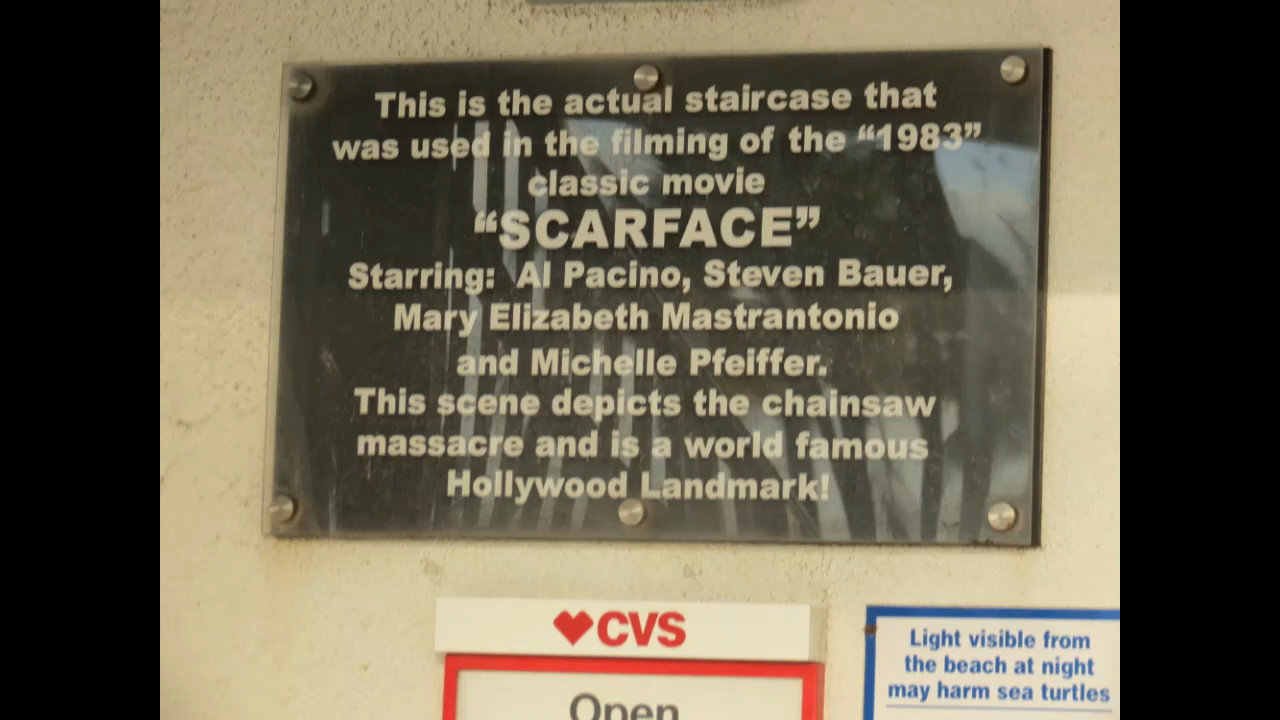 This is the actual staircase that
was used in the filming of the “1983”
classic movie
“SCARFACE”
Starring: Al Pacino, Steven Bauer,
Mary Elizabeth Mastrantonio
and Michelle Pfeiffer.
This scene depicts the chainsaw
massacre and is a world famous
Hollywood Landmark!
CVS
Open
Light visible from
the beach at night
may harm sea turtles